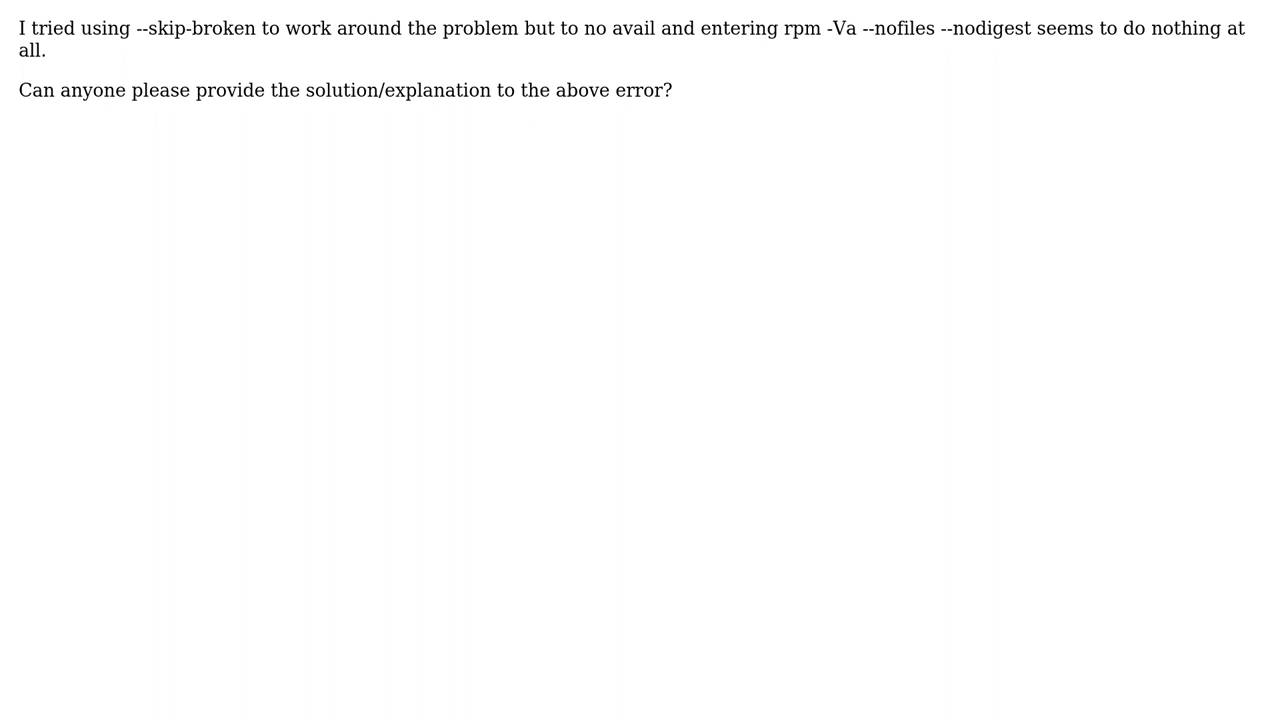 I tried using --skip-broken to work around the problem but to no avail and entering rpm -Va --nofiles --nodigest seems to do nothing at
all.
Can anyone please provide the solution/explanation to the above error?